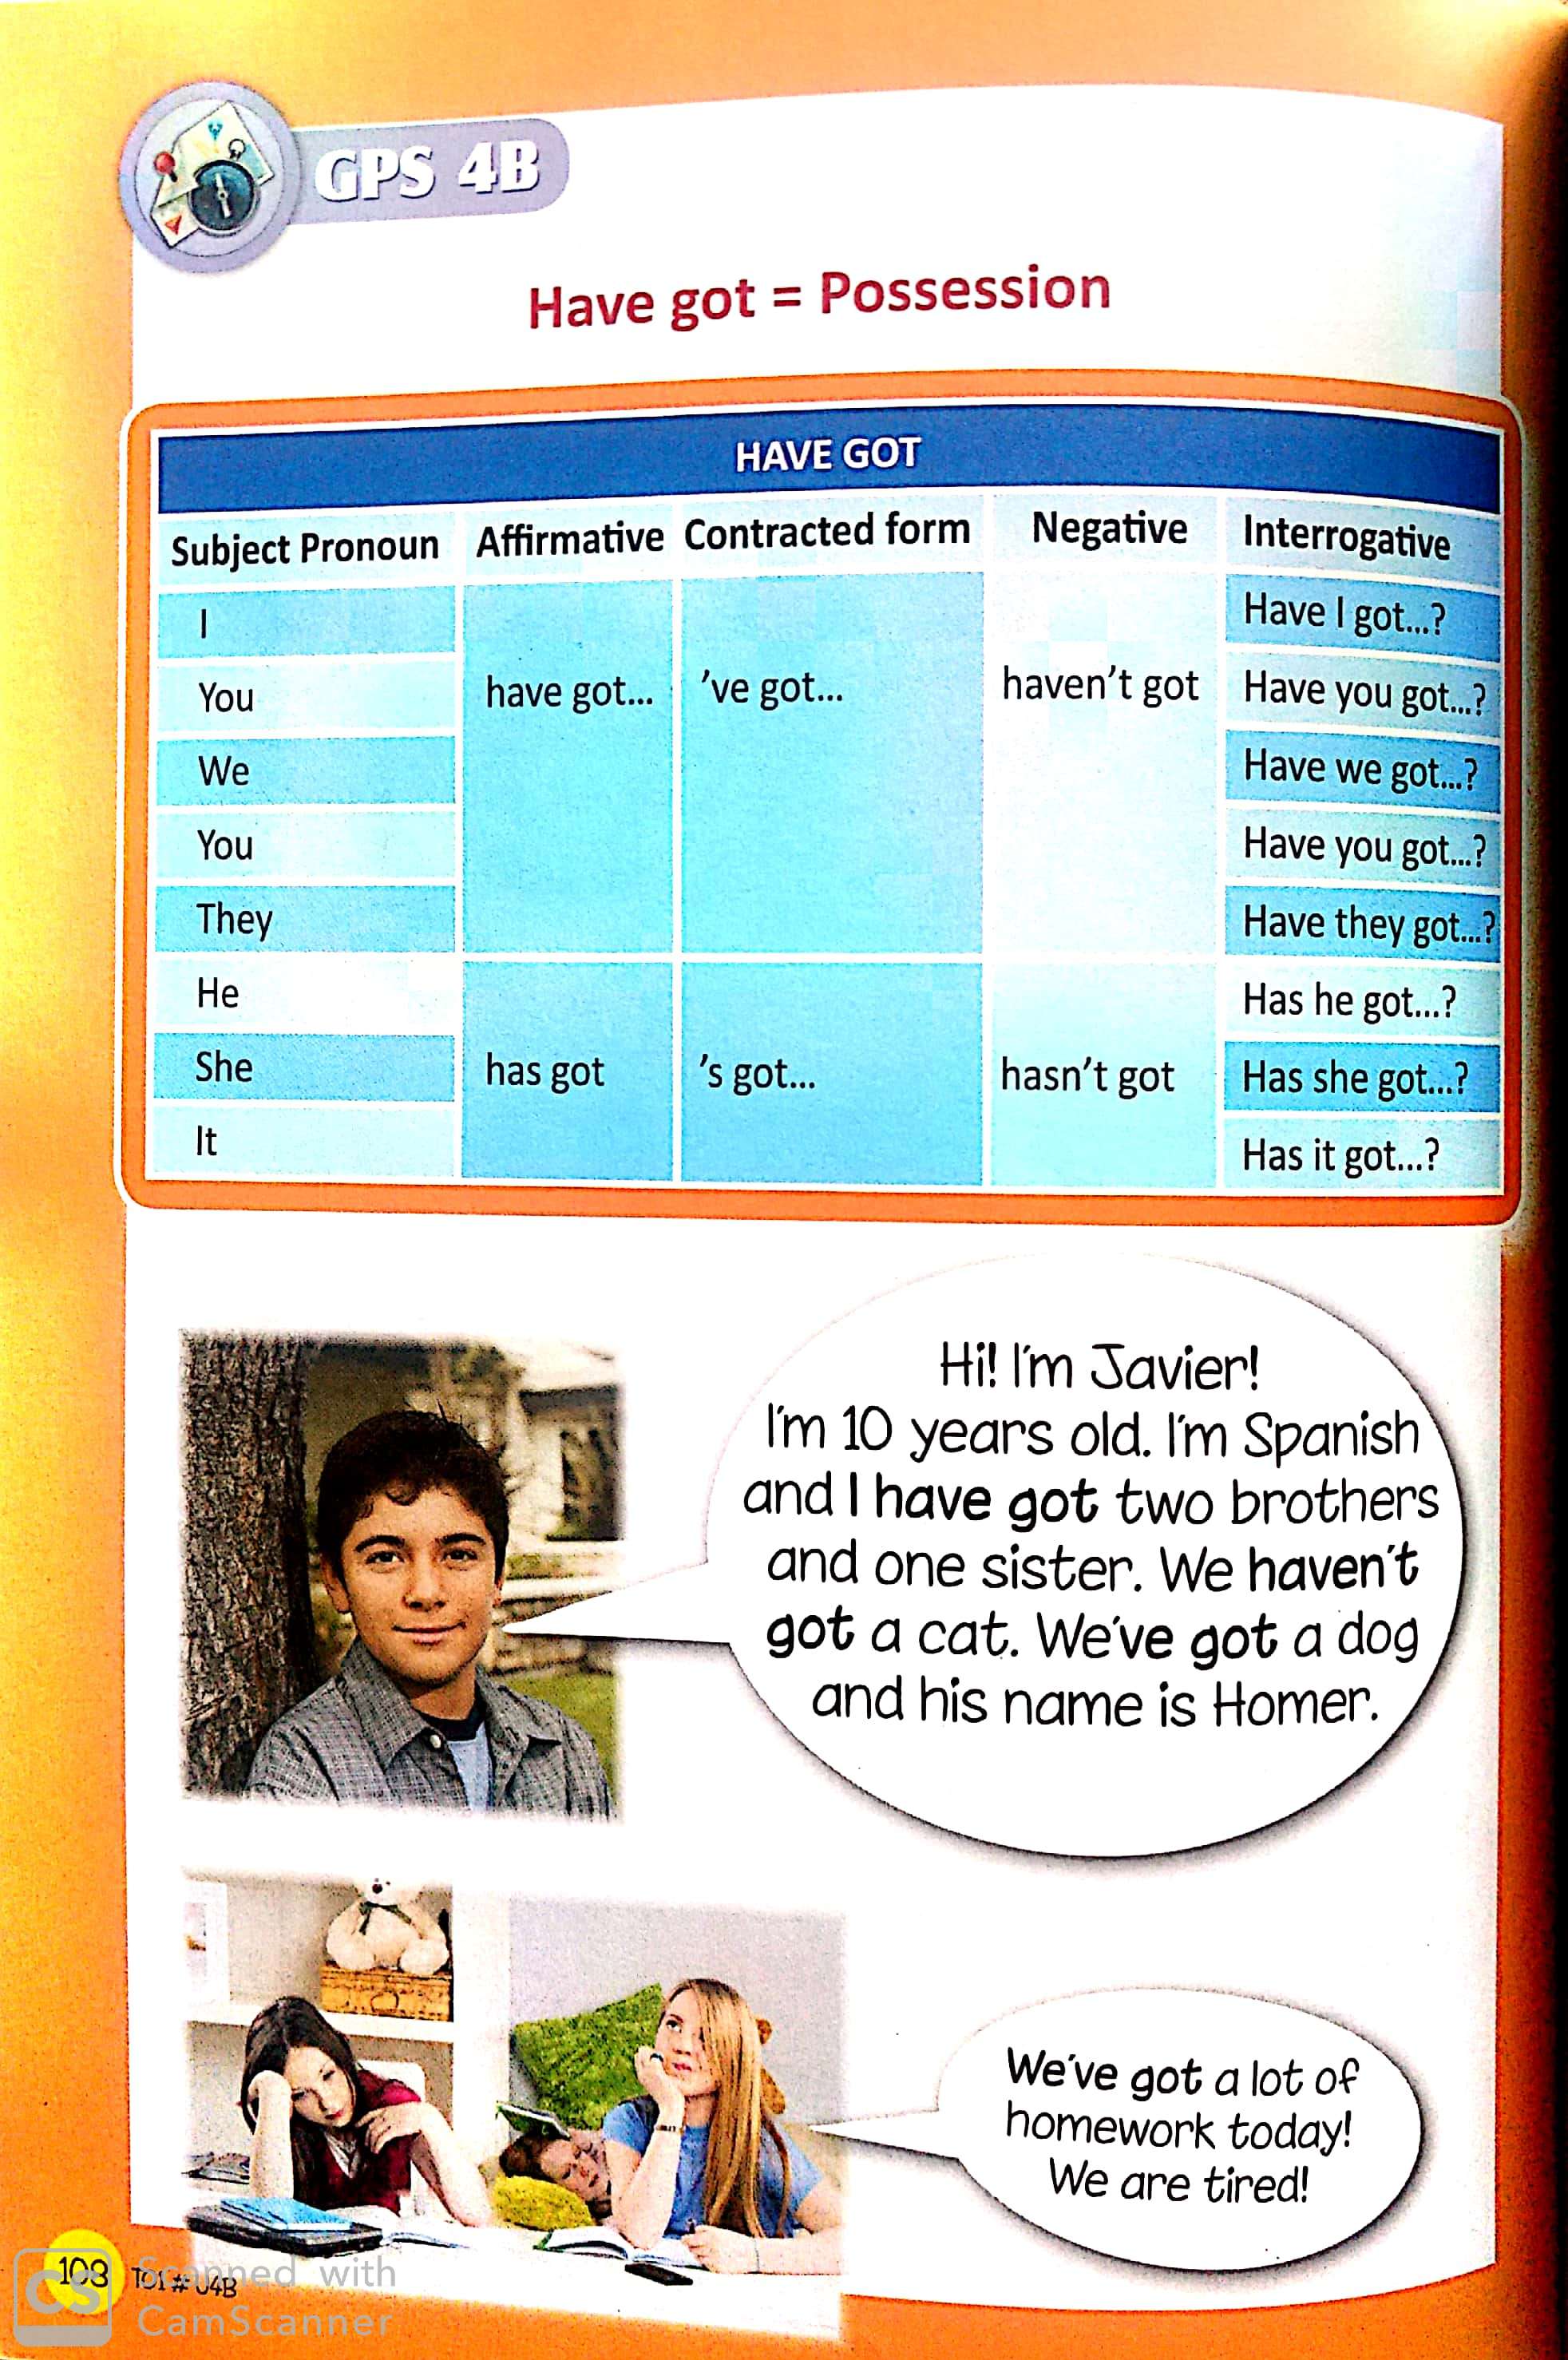 GPS 4B
Have got = Possession
HAVE GOT
Subject Pronoun Affirmative Contracted form Negative Interrogative
I Have I got...?
You have got... 've got... haven't got Have you got...?
We Have we got...?
You Have you got...?
They Have they got...?
He Has he got...?
She has got 's got... hasn't got Has she got...?
It Has it got...?
Hi! I'm Javier!
I'm 10 years old. I'm Spanish
and I have got two brothers
and one sister. We haven't
got a cat. We've got a dog
and his name is Homer.
We've got a lot of
homework today!
We are tired!
108 TO1 # U4B
CS Scanned with
CamScanner